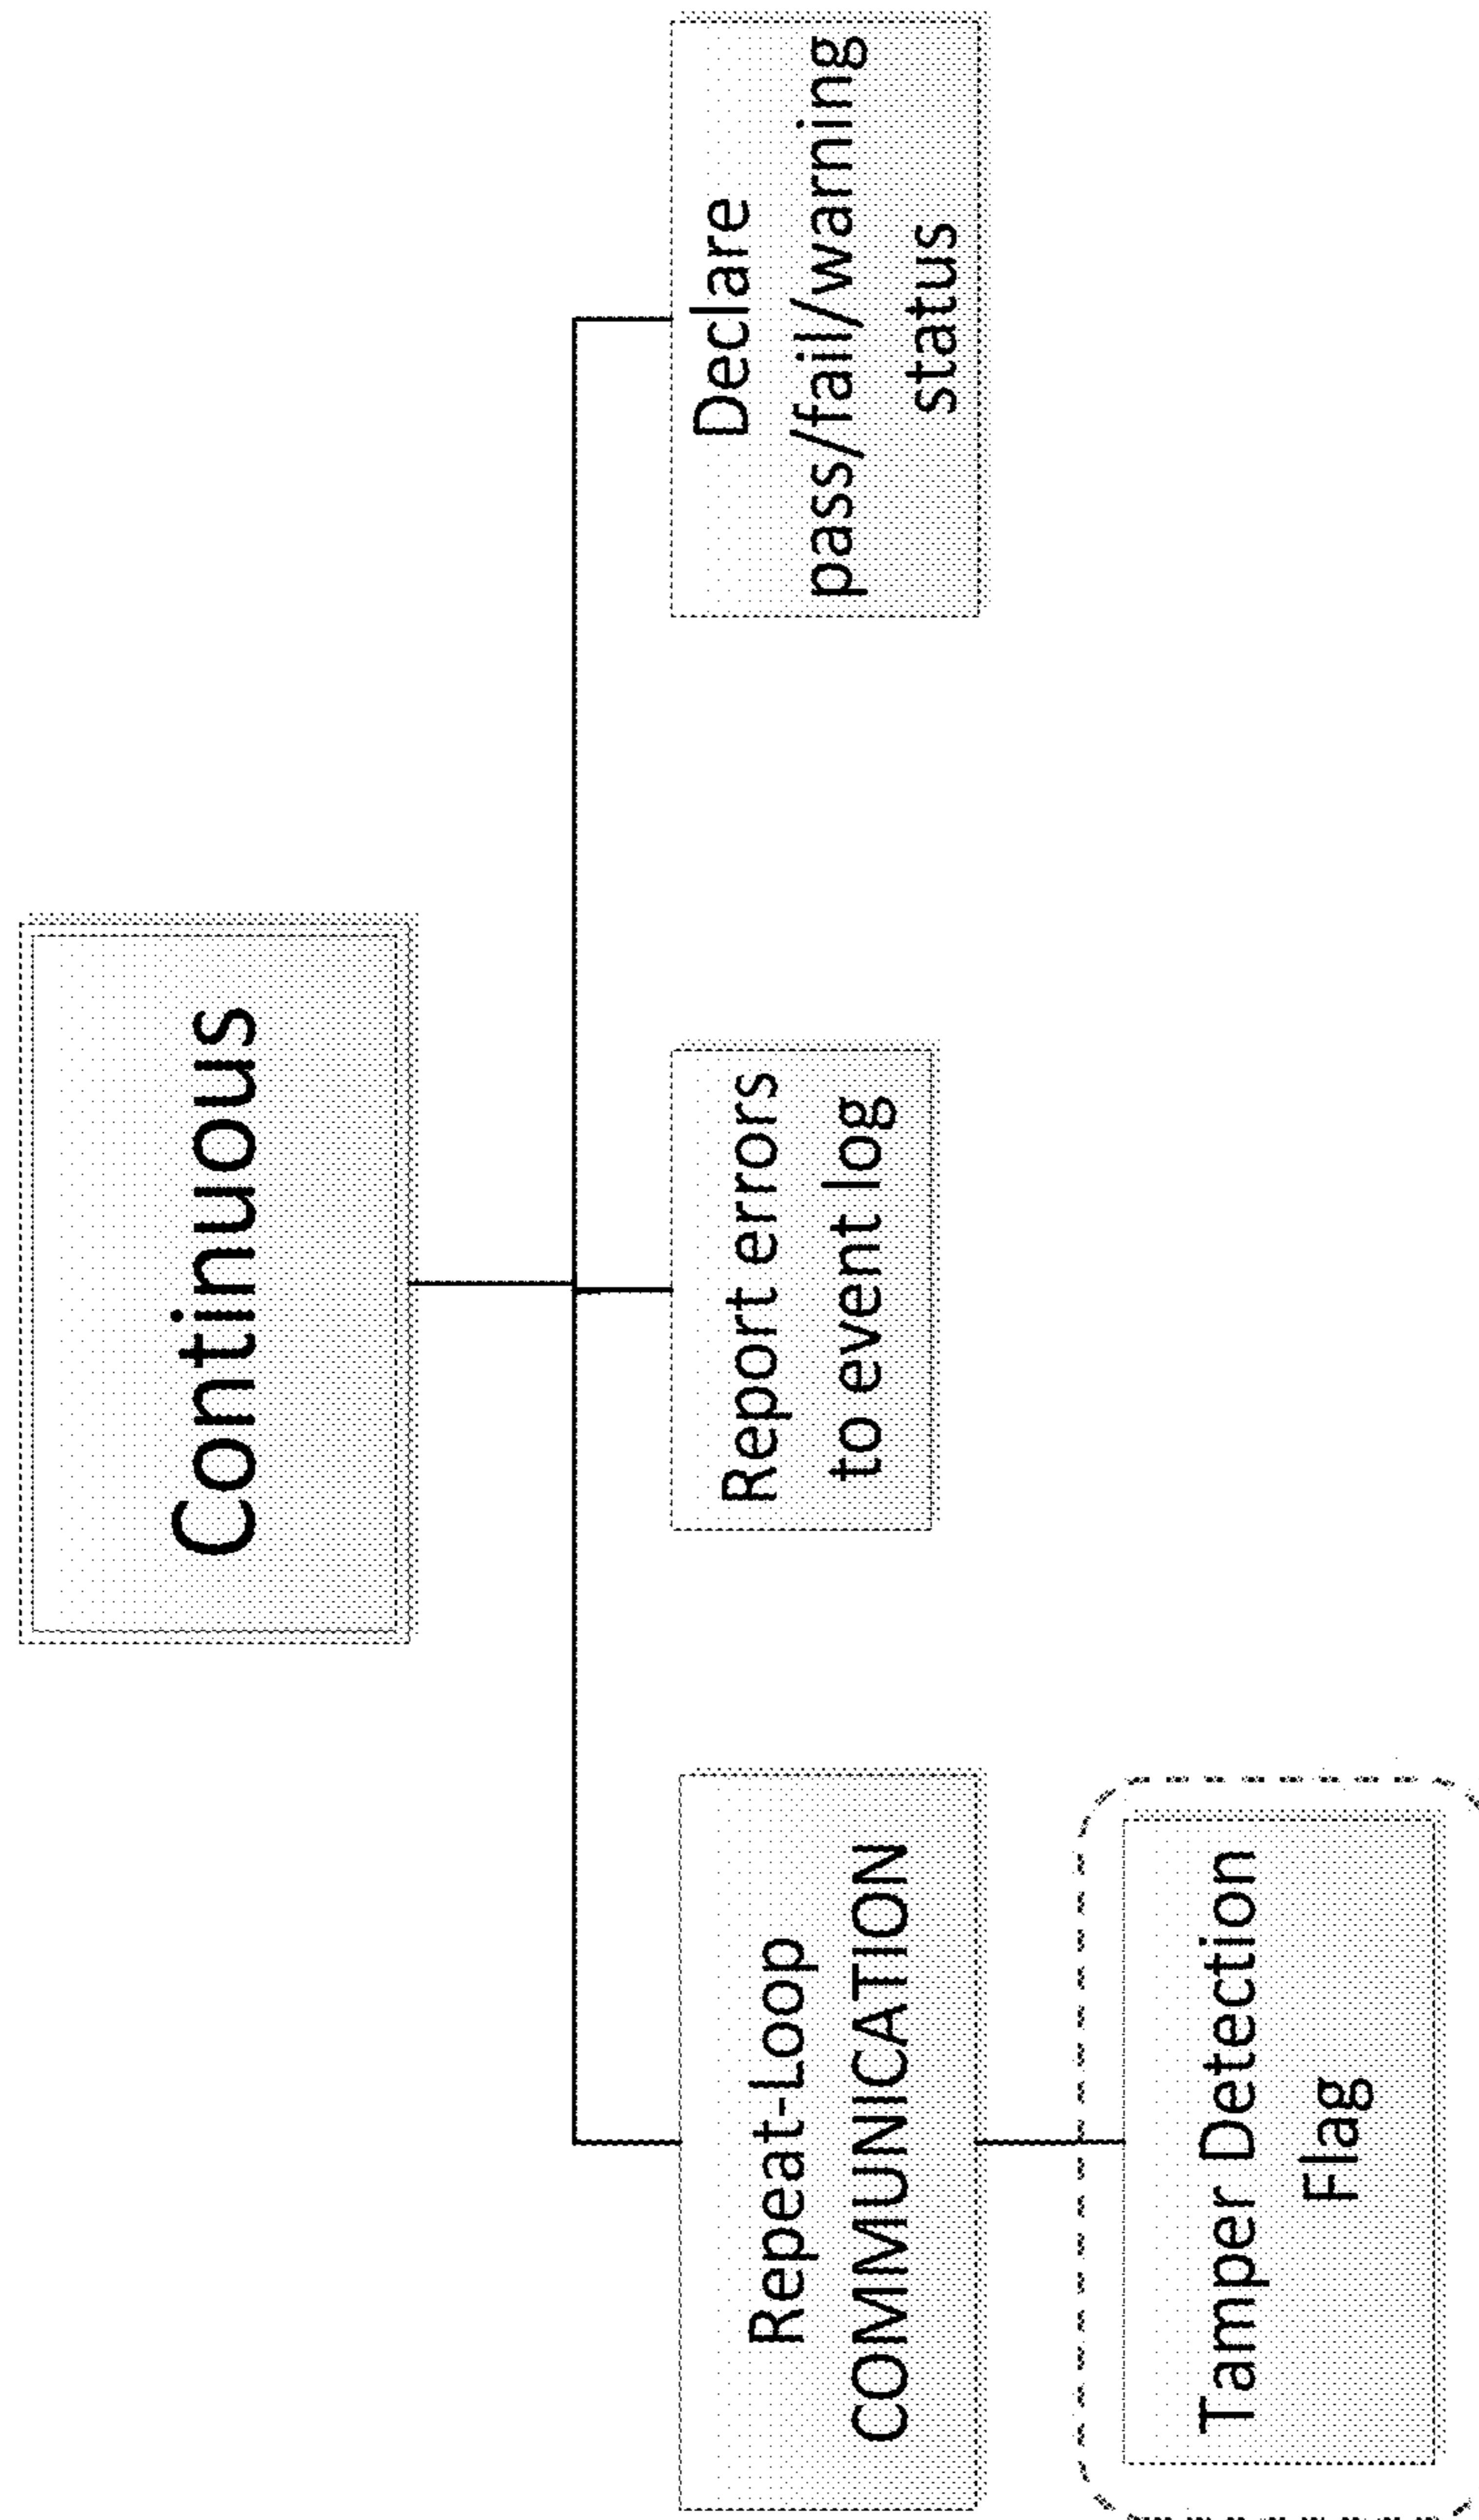 Continuous
Repeat-Loop
COMMUNICATION
Tamper Detection
Flag
Report errors
to event log
Declare
pass/fail/warning
status